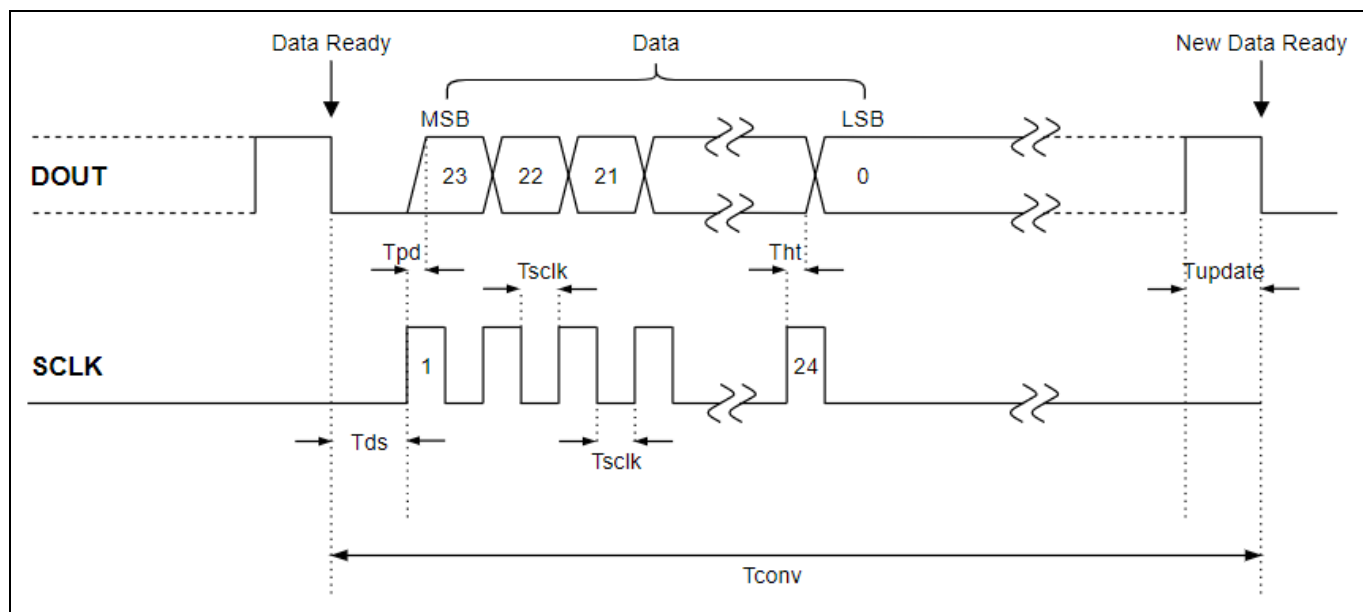 Data Ready
Data
New Data Ready
MSB
LSB
DOUT
23
22
21
0
Tpd
Tsclk
Tht
Tupdate
SCLK
1
24
Tds
Tsclk
Tconv